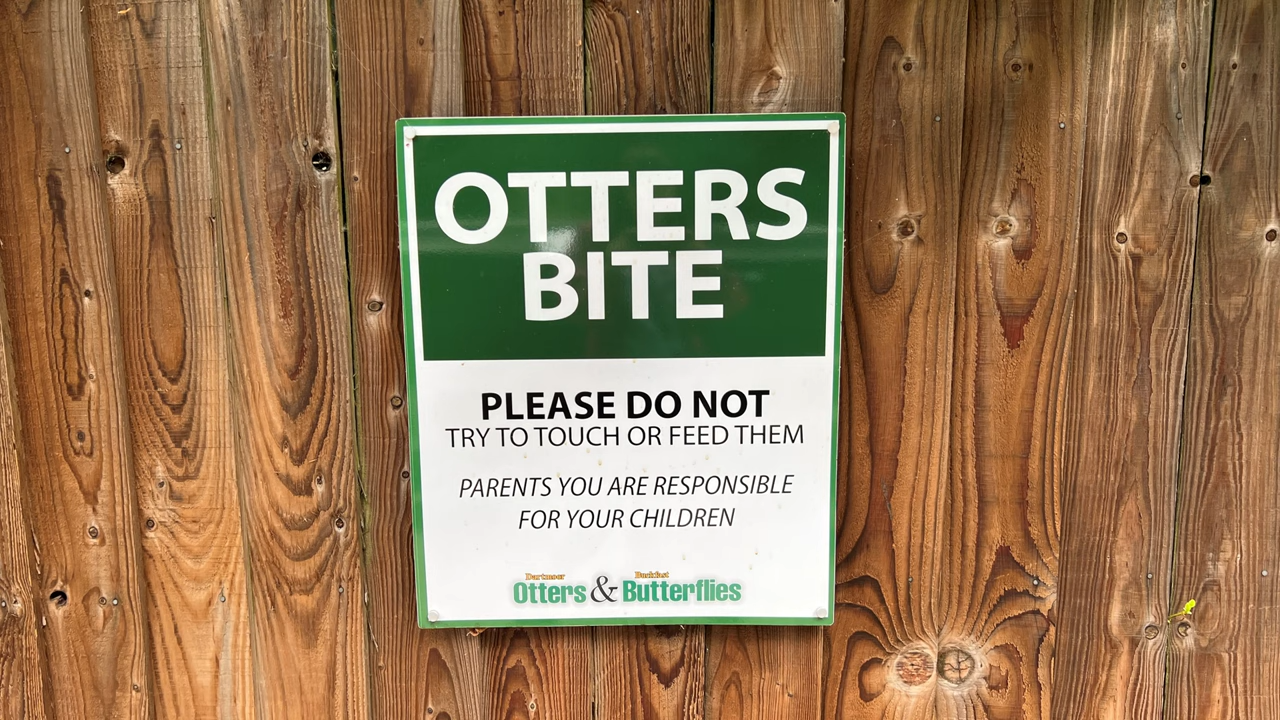 OTTERS
BITE
PLEASE DO NOT
TRY TO TOUCH OR FEED THEM
PARENTS YOU ARE RESPONSIBLE
FOR YOUR CHILDREN
Dartmoor Buckfast
Otters & Butterflies